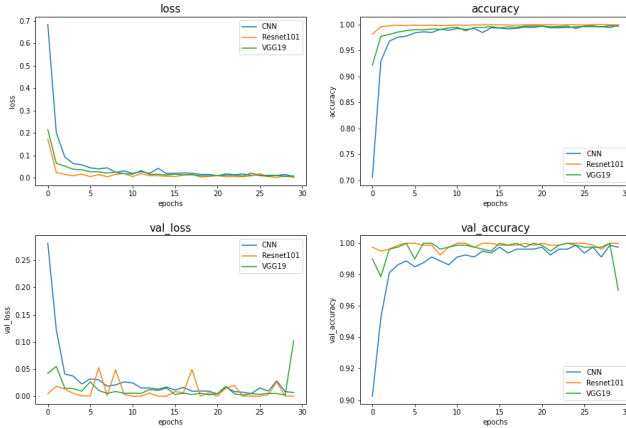 loss
0.7
0.6
0.5
0.4
0.3
0.2
0.1
0.0
loss
CNN
Resnet101
VGG19
0 5 10 15 20 25 30
epochs
accuracy
1.00
0.95
0.90
0.85
0.80
0.75
0.70
accuracy
CNN
Resnet101
VGG19
0 5 10 15 20 25 30
epochs
val_loss
0.25
0.20
0.15
0.10
0.05
0.00
val_loss
CNN
Resnet101
VGG19
0 5 10 15 20 25 30
epochs
val_accuracy
1.00
0.98
0.96
0.94
0.92
0.90
val_accuracy
CNN
Resnet101
VGG19
0 5 10 15 20 25 30
epochs